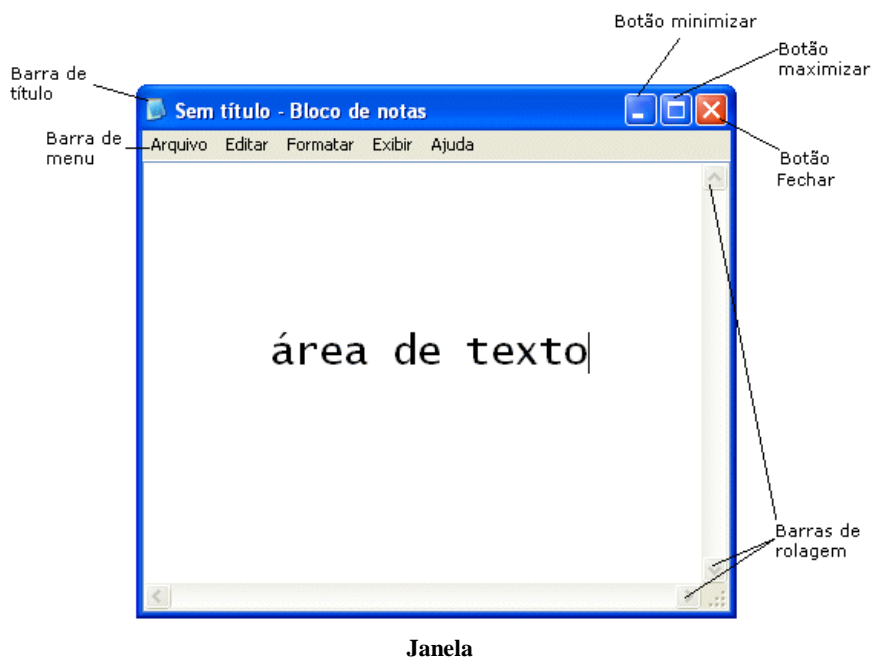 Botão minimizar
Botão
maximizar
Barra de
título
Sem título - Bloco de notas
Barra de
menu
Arquivo Editar Formatar Exibir Ajuda
Botão
Fechar
área de texto
Barras de
rolagem
Janela